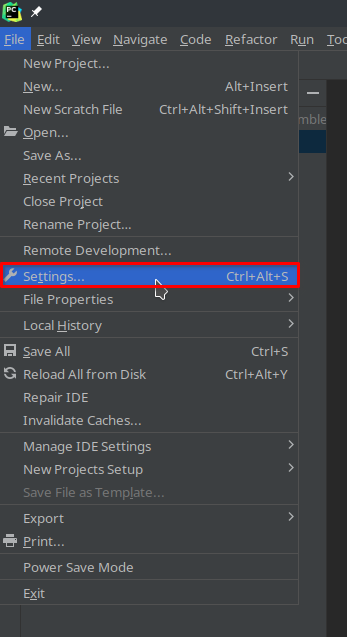 PC
File Edit View Navigate Code Refactor Run
New Project...
New... Alt+Insert
New Scratch File Ctrl+Alt+Shift+Insert
Open...
Save As...
Recent Projects
Close Project
Rename Project...
Remote Development...
Settings... Ctrl+Alt+S
File Properties
Local History
Save All Ctrl+S
Reload All from Disk Ctrl+Alt+Y
Repair IDE
Invalidate Caches...
Manage IDE Settings
New Projects Setup
Save File as Template...
Export
Print...
Power Save Mode
Exit